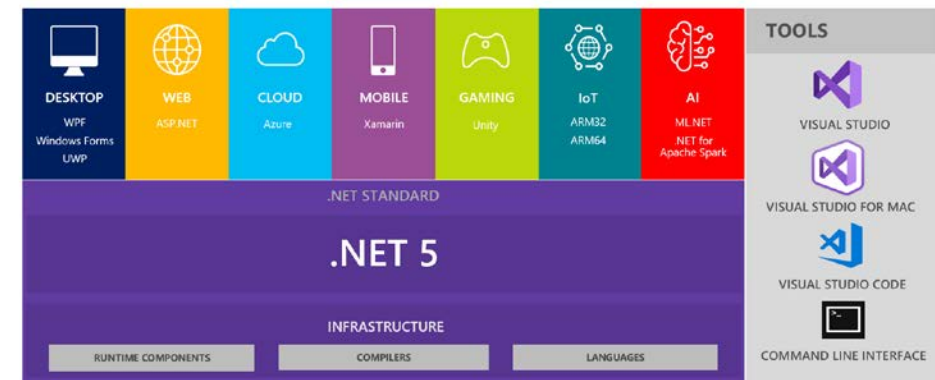 DESKTOP
WPF
Windows Forms
UWP
WEB
ASP.NET
CLOUD
Azure
MOBILE
Xamarin
GAMING
Unity
IoT
ARM32
ARM64
AI
ML.NET
.NET for
Apache Spark
.NET STANDARD
.NET 5
INFRASTRUCTURE
RUNTIME COMPONENTS
COMPILERS
LANGUAGES
TOOLS
VISUAL STUDIO
VISUAL STUDIO FOR MAC
VISUAL STUDIO CODE
>_
COMMAND LINE INTERFACE